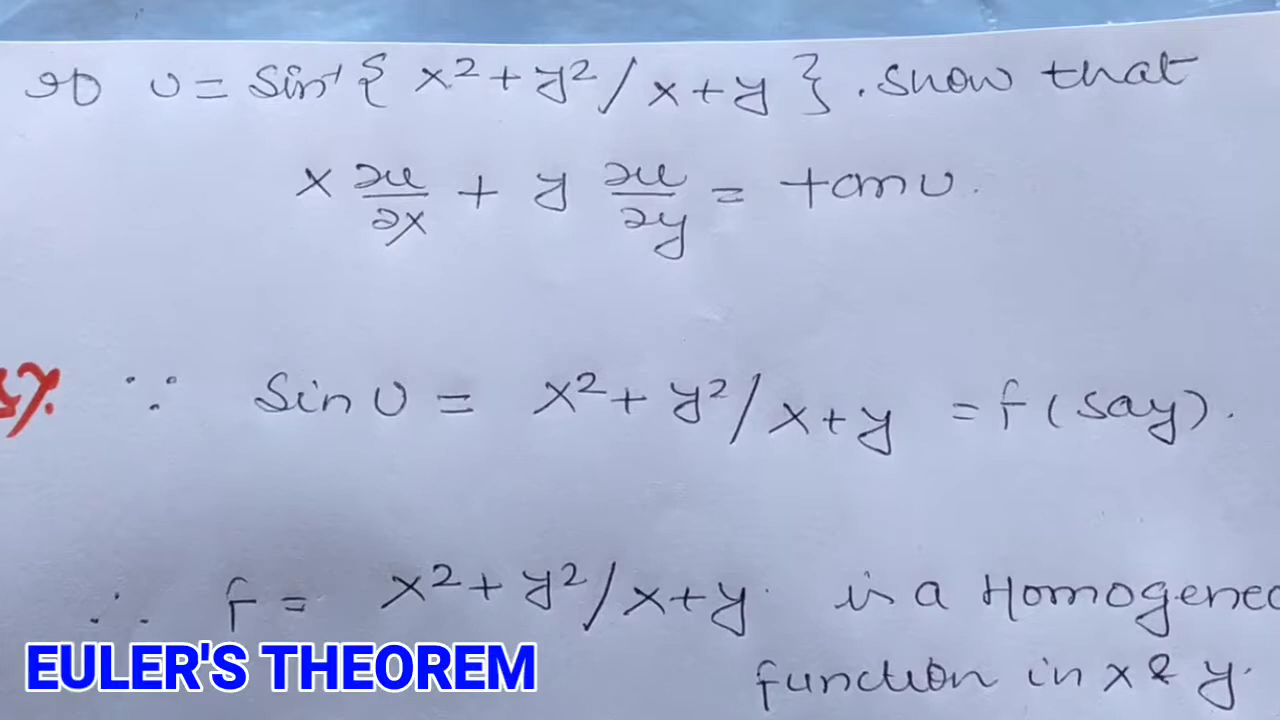 If u = Sin⁻¹{ x²+y²/x+y }. show that
x ∂u/∂x + y ∂u/∂y = tan u.
∵ Sin u = x²+y²/x+y = f (say).
∴ f = x²+y²/x+y. is a Homogeneo
function in x & y.
EULER'S THEOREM